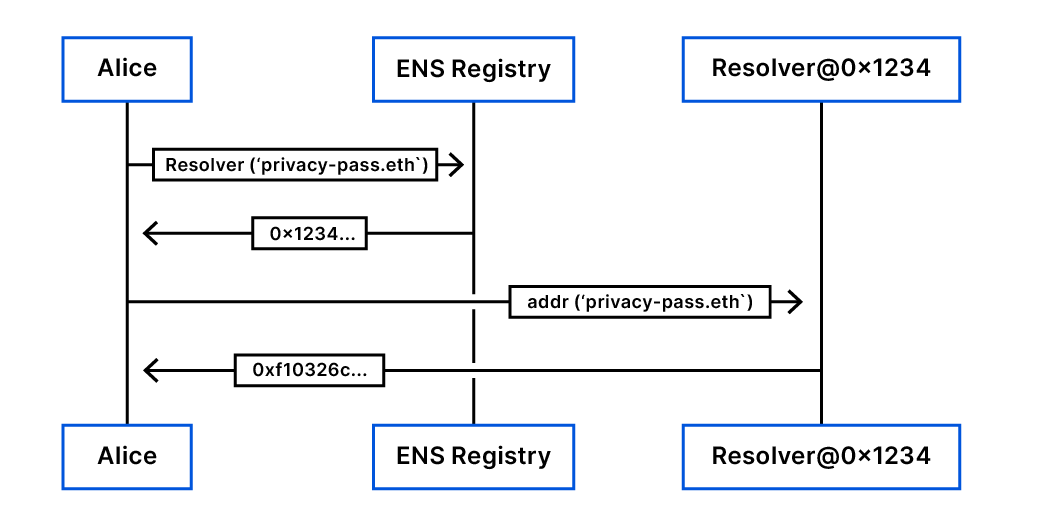 Alice
ENS Registry
Resolver@0×1234
Resolver (‘privacy-pass.eth`)
0×1234...
addr (‘privacy-pass.eth`)
0xf10326c...
Alice
ENS Registry
Resolver@0×1234